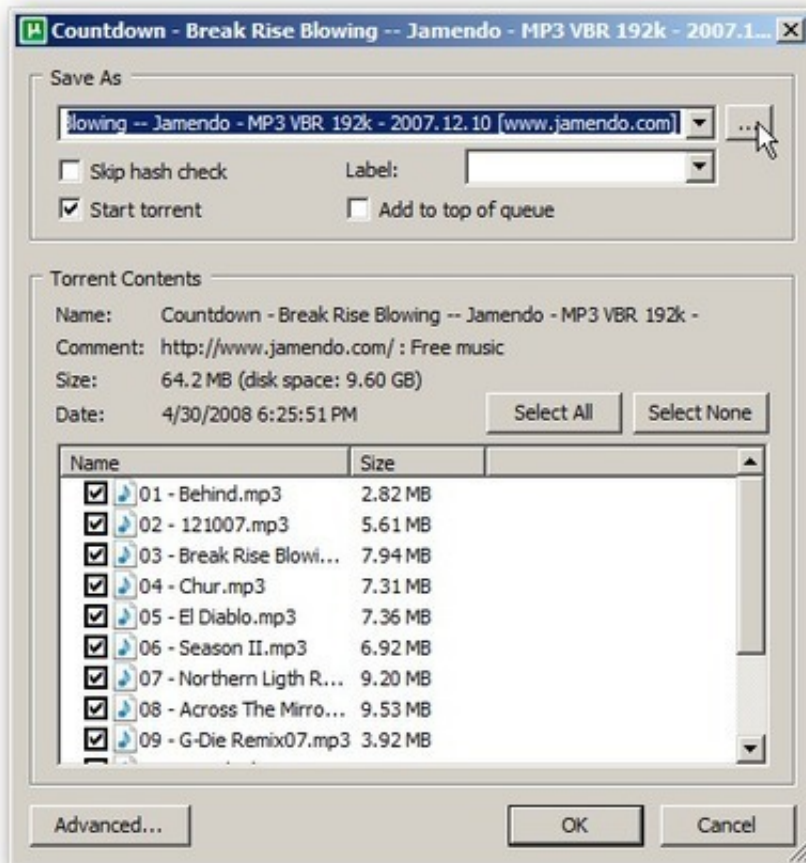 µ Countdown - Break Rise Blowing -- Jamendo - MP3 VBR 192k - 2007.1...
Save As
Blowing -- Jamendo - MP3 VBR 192k - 2007.12.10 [www.jamendo.com]
...
Skip hash check
Label:
Start torrent
Add to top of queue
Torrent Contents
Name: Countdown - Break Rise Blowing -- Jamendo - MP3 VBR 192k -
Comment: http://www.jamendo.com/ : Free music
Size: 64.2 MB (disk space: 9.60 GB)
Date: 4/30/2008 6:25:51 PM
Select All
Select None
Name Size
01 - Behind.mp3 2.82 MB
02 - 121007.mp3 5.61 MB
03 - Break Rise Blowi... 7.94 MB
04 - Chur.mp3 7.31 MB
05 - El Diablo.mp3 7.36 MB
06 - Season II.mp3 6.92 MB
07 - Northern Ligth R... 9.20 MB
08 - Across The Mirro... 9.53 MB
09 - G-Die Remix07.mp3 3.92 MB
Advanced...
OK
Cancel